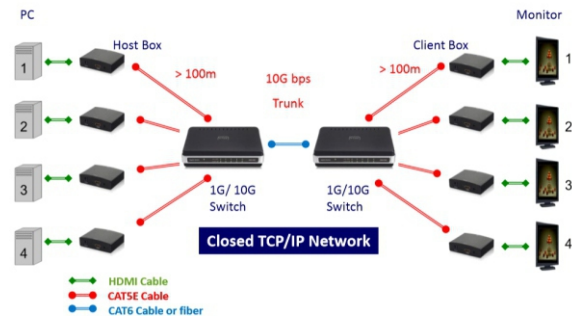 PC
Monitor
Host Box
Client Box
1
> 100m
10G bps
> 100m
1
Trunk
2
2
3
1G/ 10G
Switch
1G/10G
Switch
3
4
Closed TCP/IP Network
4
HDMI Cable
CAT5E Cable
CAT6 Cable or fiber